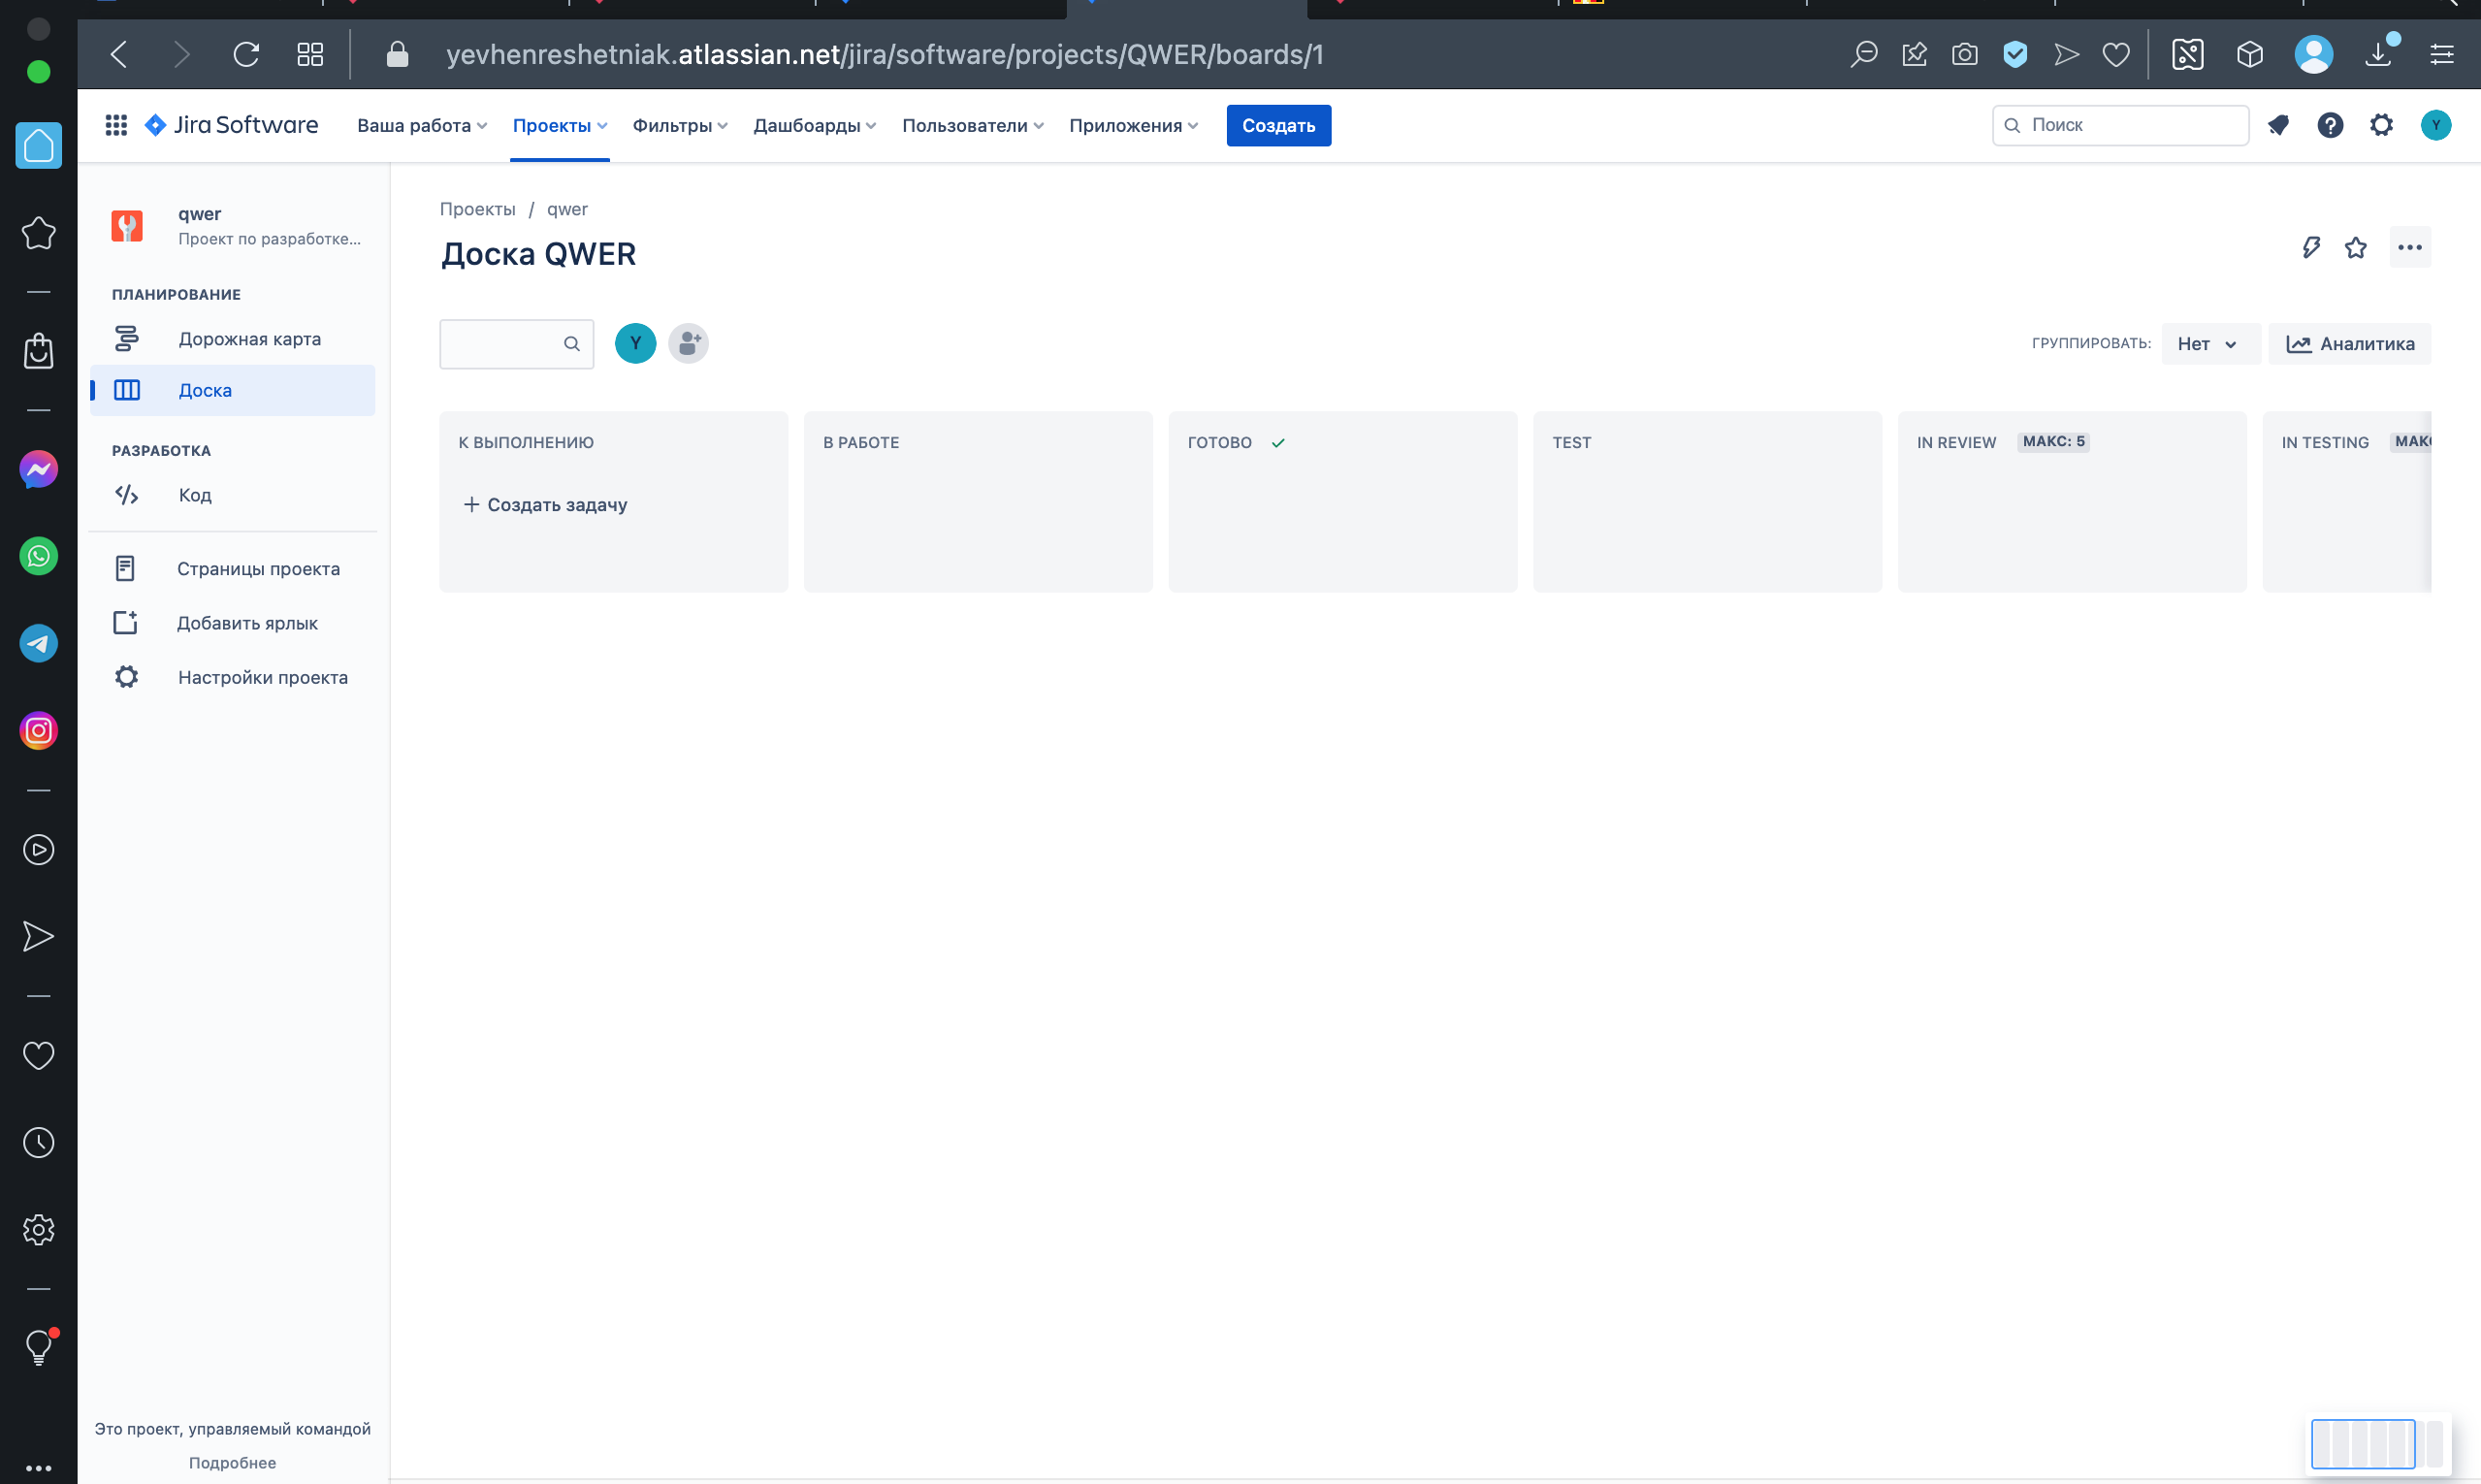 yevhenreshetniak.atlassian.net/jira/software/projects/QWER/boards/1
Jira Software
Ваша работа
Проекты
Фильтры
Дашбоарды
Пользователи
Приложения
Создать
Поиск
Y
qwer
Проект по разработке...
ПЛАНИРОВАНИЕ
Дорожная карта
Доска
РАЗРАБОТКА
Код
Страницы проекта
Добавить ярлык
Настройки проекта
Это проект, управляемый командой
Подробнее
Проекты / qwer
Доска QWER
Y
ГРУППИРОВАТЬ:
Нет
Аналитика
К ВЫПОЛНЕНИЮ
+ Создать задачу
В РАБОТЕ
ГОТОВО
TEST
IN REVIEW МАКС: 5
IN TESTING